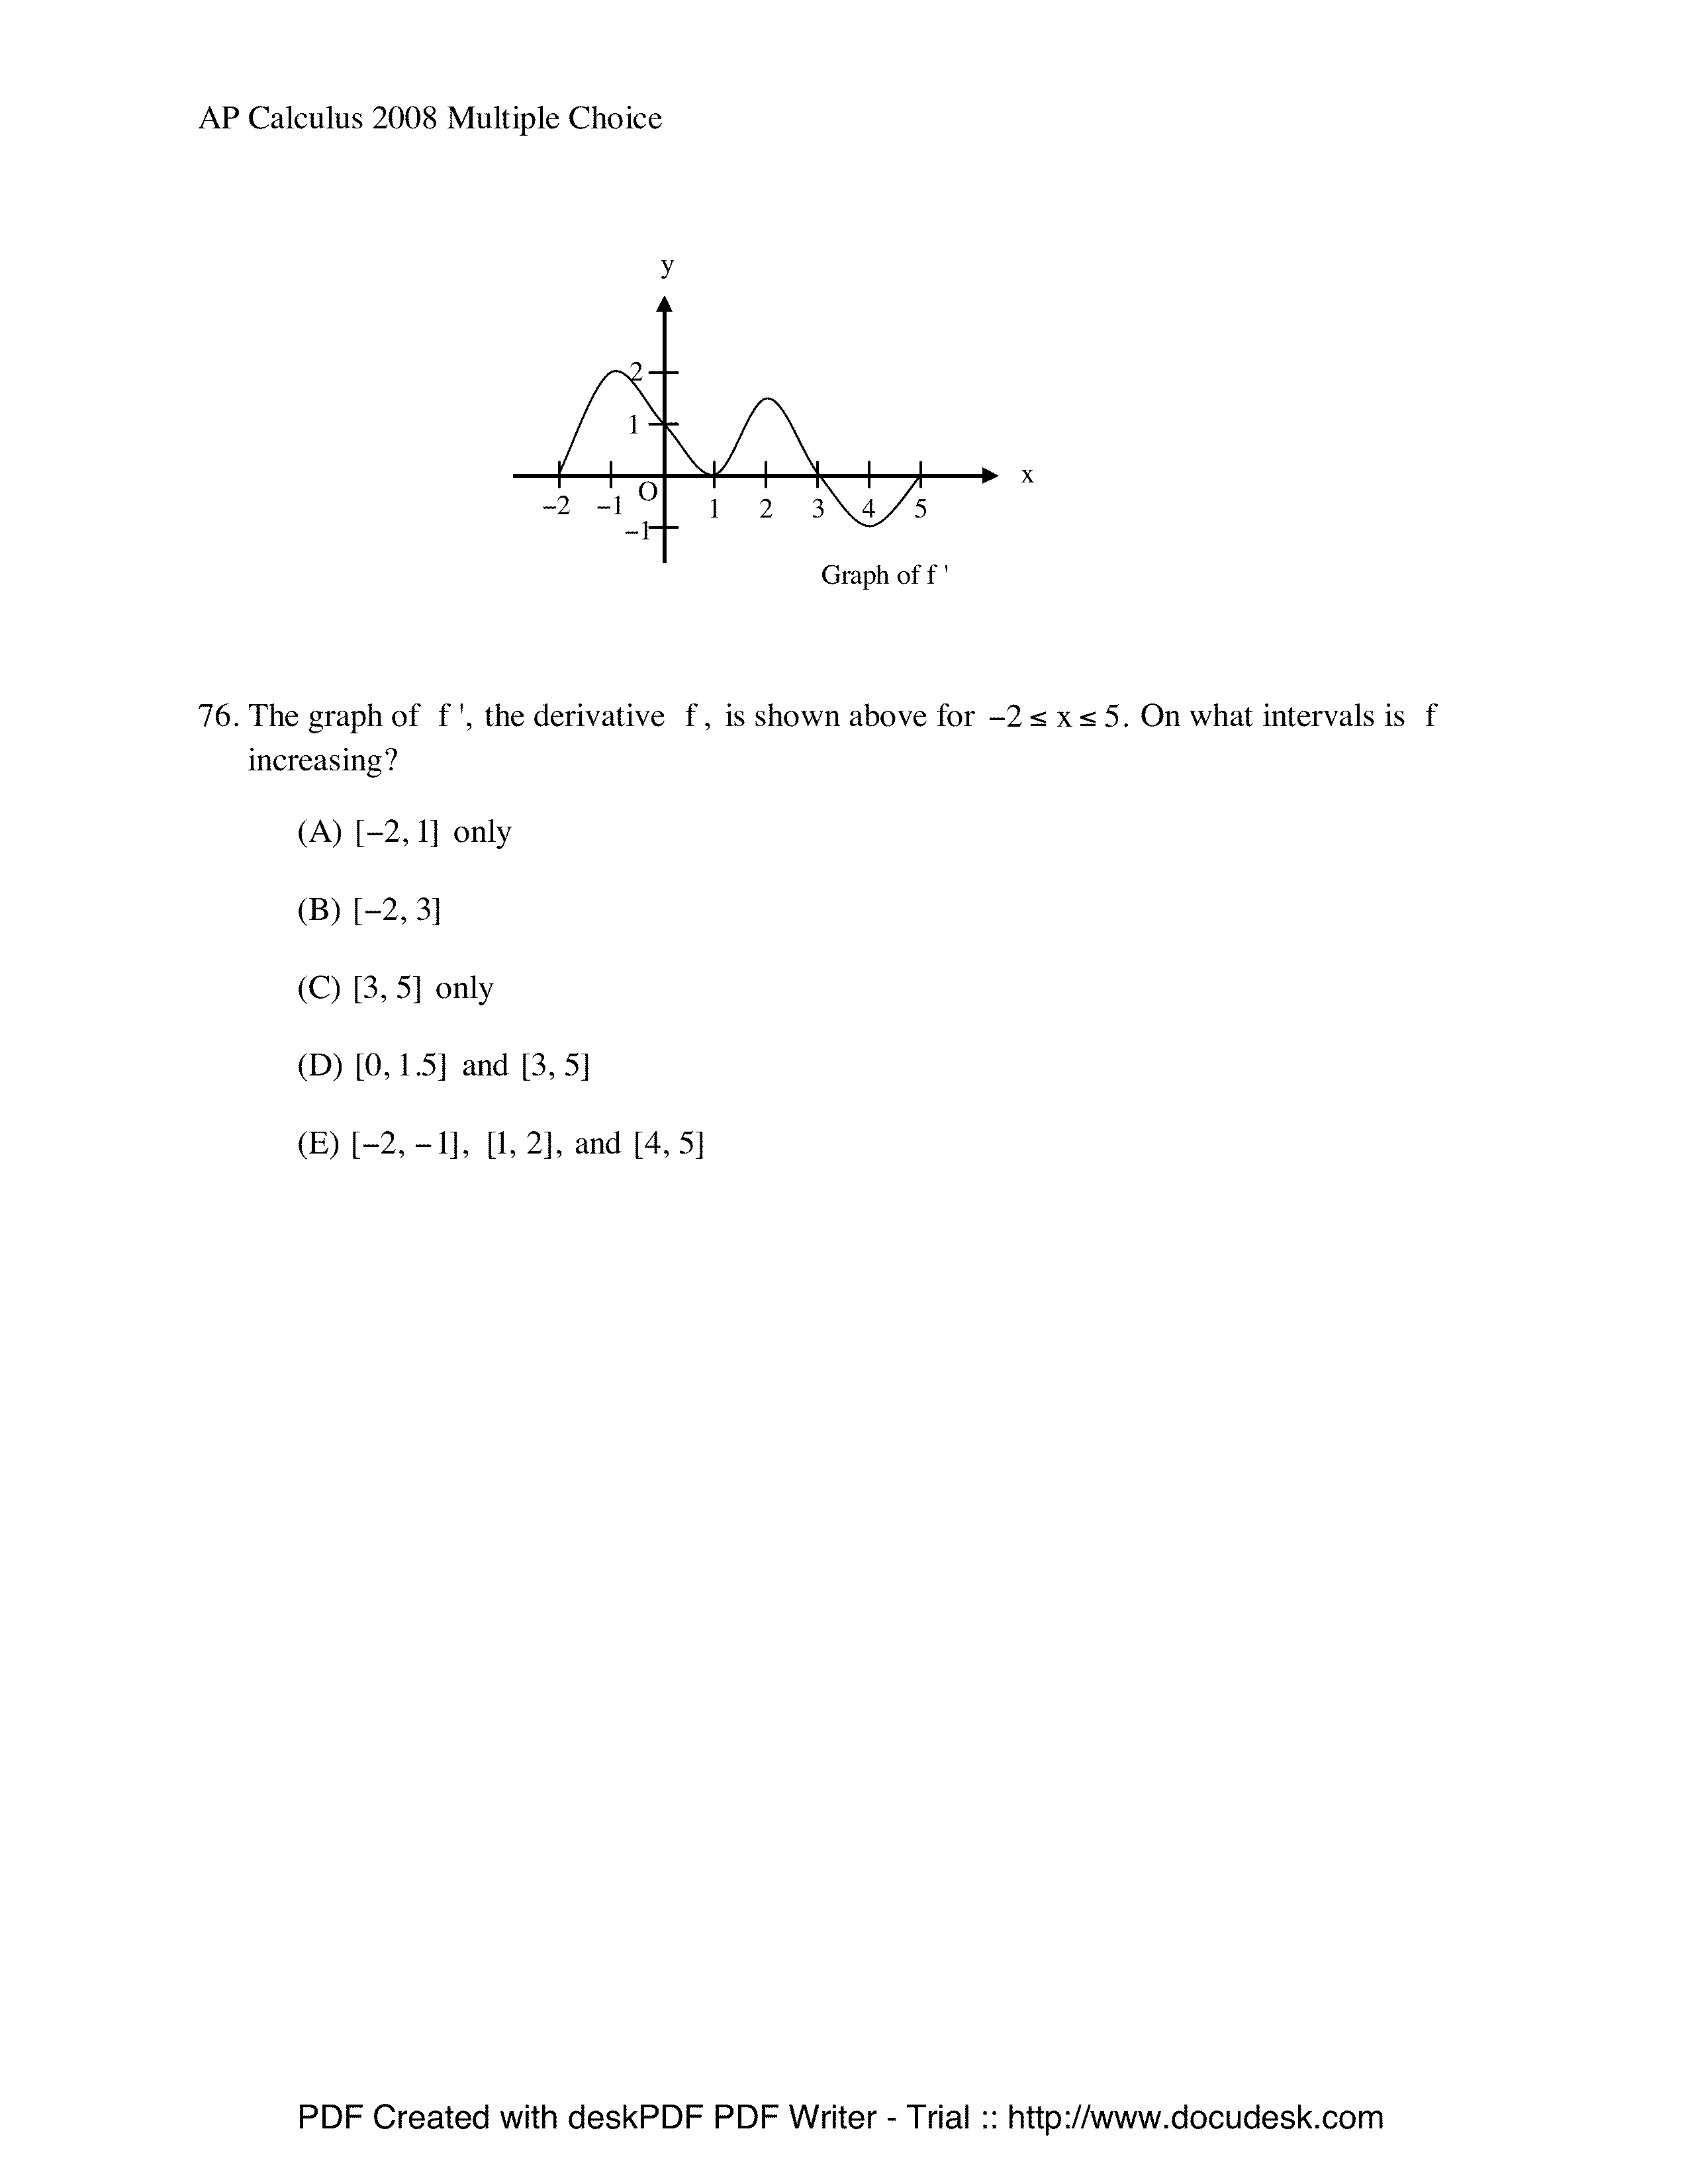 AP Calculus 2008 Multiple Choice
y
2
1
O
x
−2 −1 1 2 3 4 5
−1
Graph of f '
76. The graph of f ', the derivative f , is shown above for −2 ≤ x ≤ 5. On what intervals is f
increasing?
(A) [−2, 1] only
(B) [−2, 3]
(C) [3, 5] only
(D) [0, 1.5] and [3, 5]
(E) [−2, −1], [1, 2], and [4, 5]
PDF Created with deskPDF PDF Writer - Trial :: http://www.docudesk.com